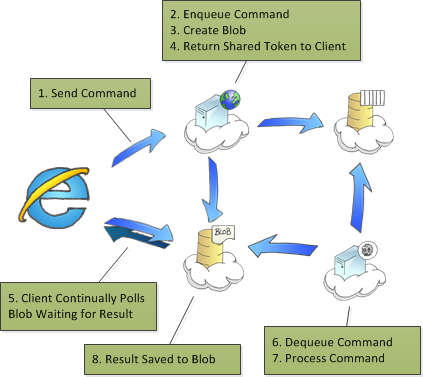 2. Enqueue Command
3. Create Blob
4. Return Shared Token to Client
1. Send Command
BLOB
5. Client Continually Polls
Blob Waiting for Result
6. Dequeue Command
7. Process Command
8. Result Saved to Blob